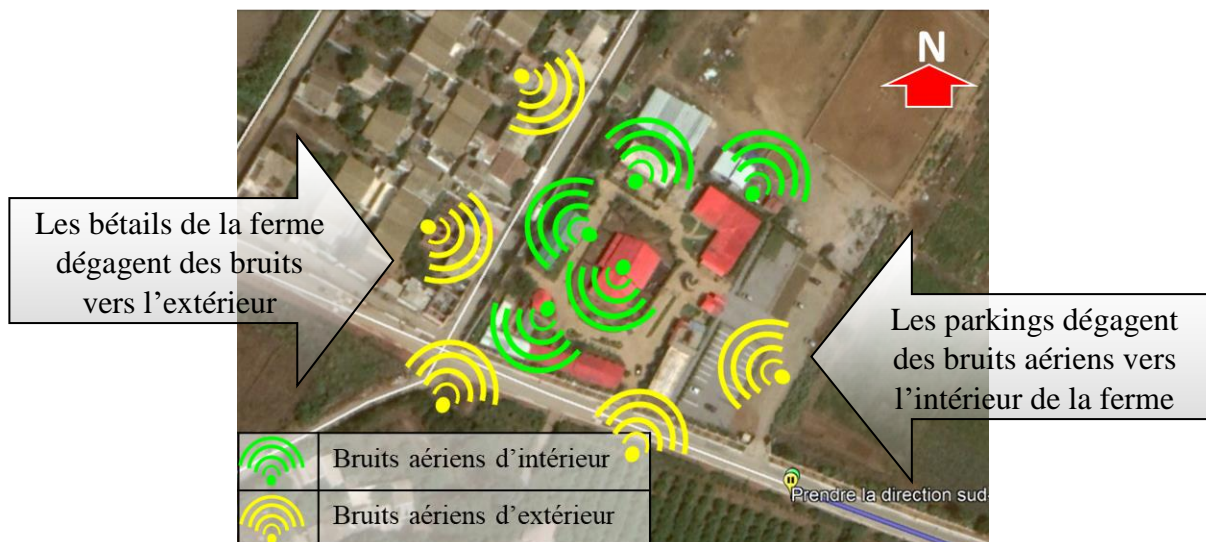 N
Les bétails de la ferme
dégagent des bruits
vers l’extérieur
Les parkings dégagent
des bruits aériens vers
l’intérieur de la ferme
Bruits aériens d’intérieur
Bruits aériens d’extérieur
Prendre la direction sud-